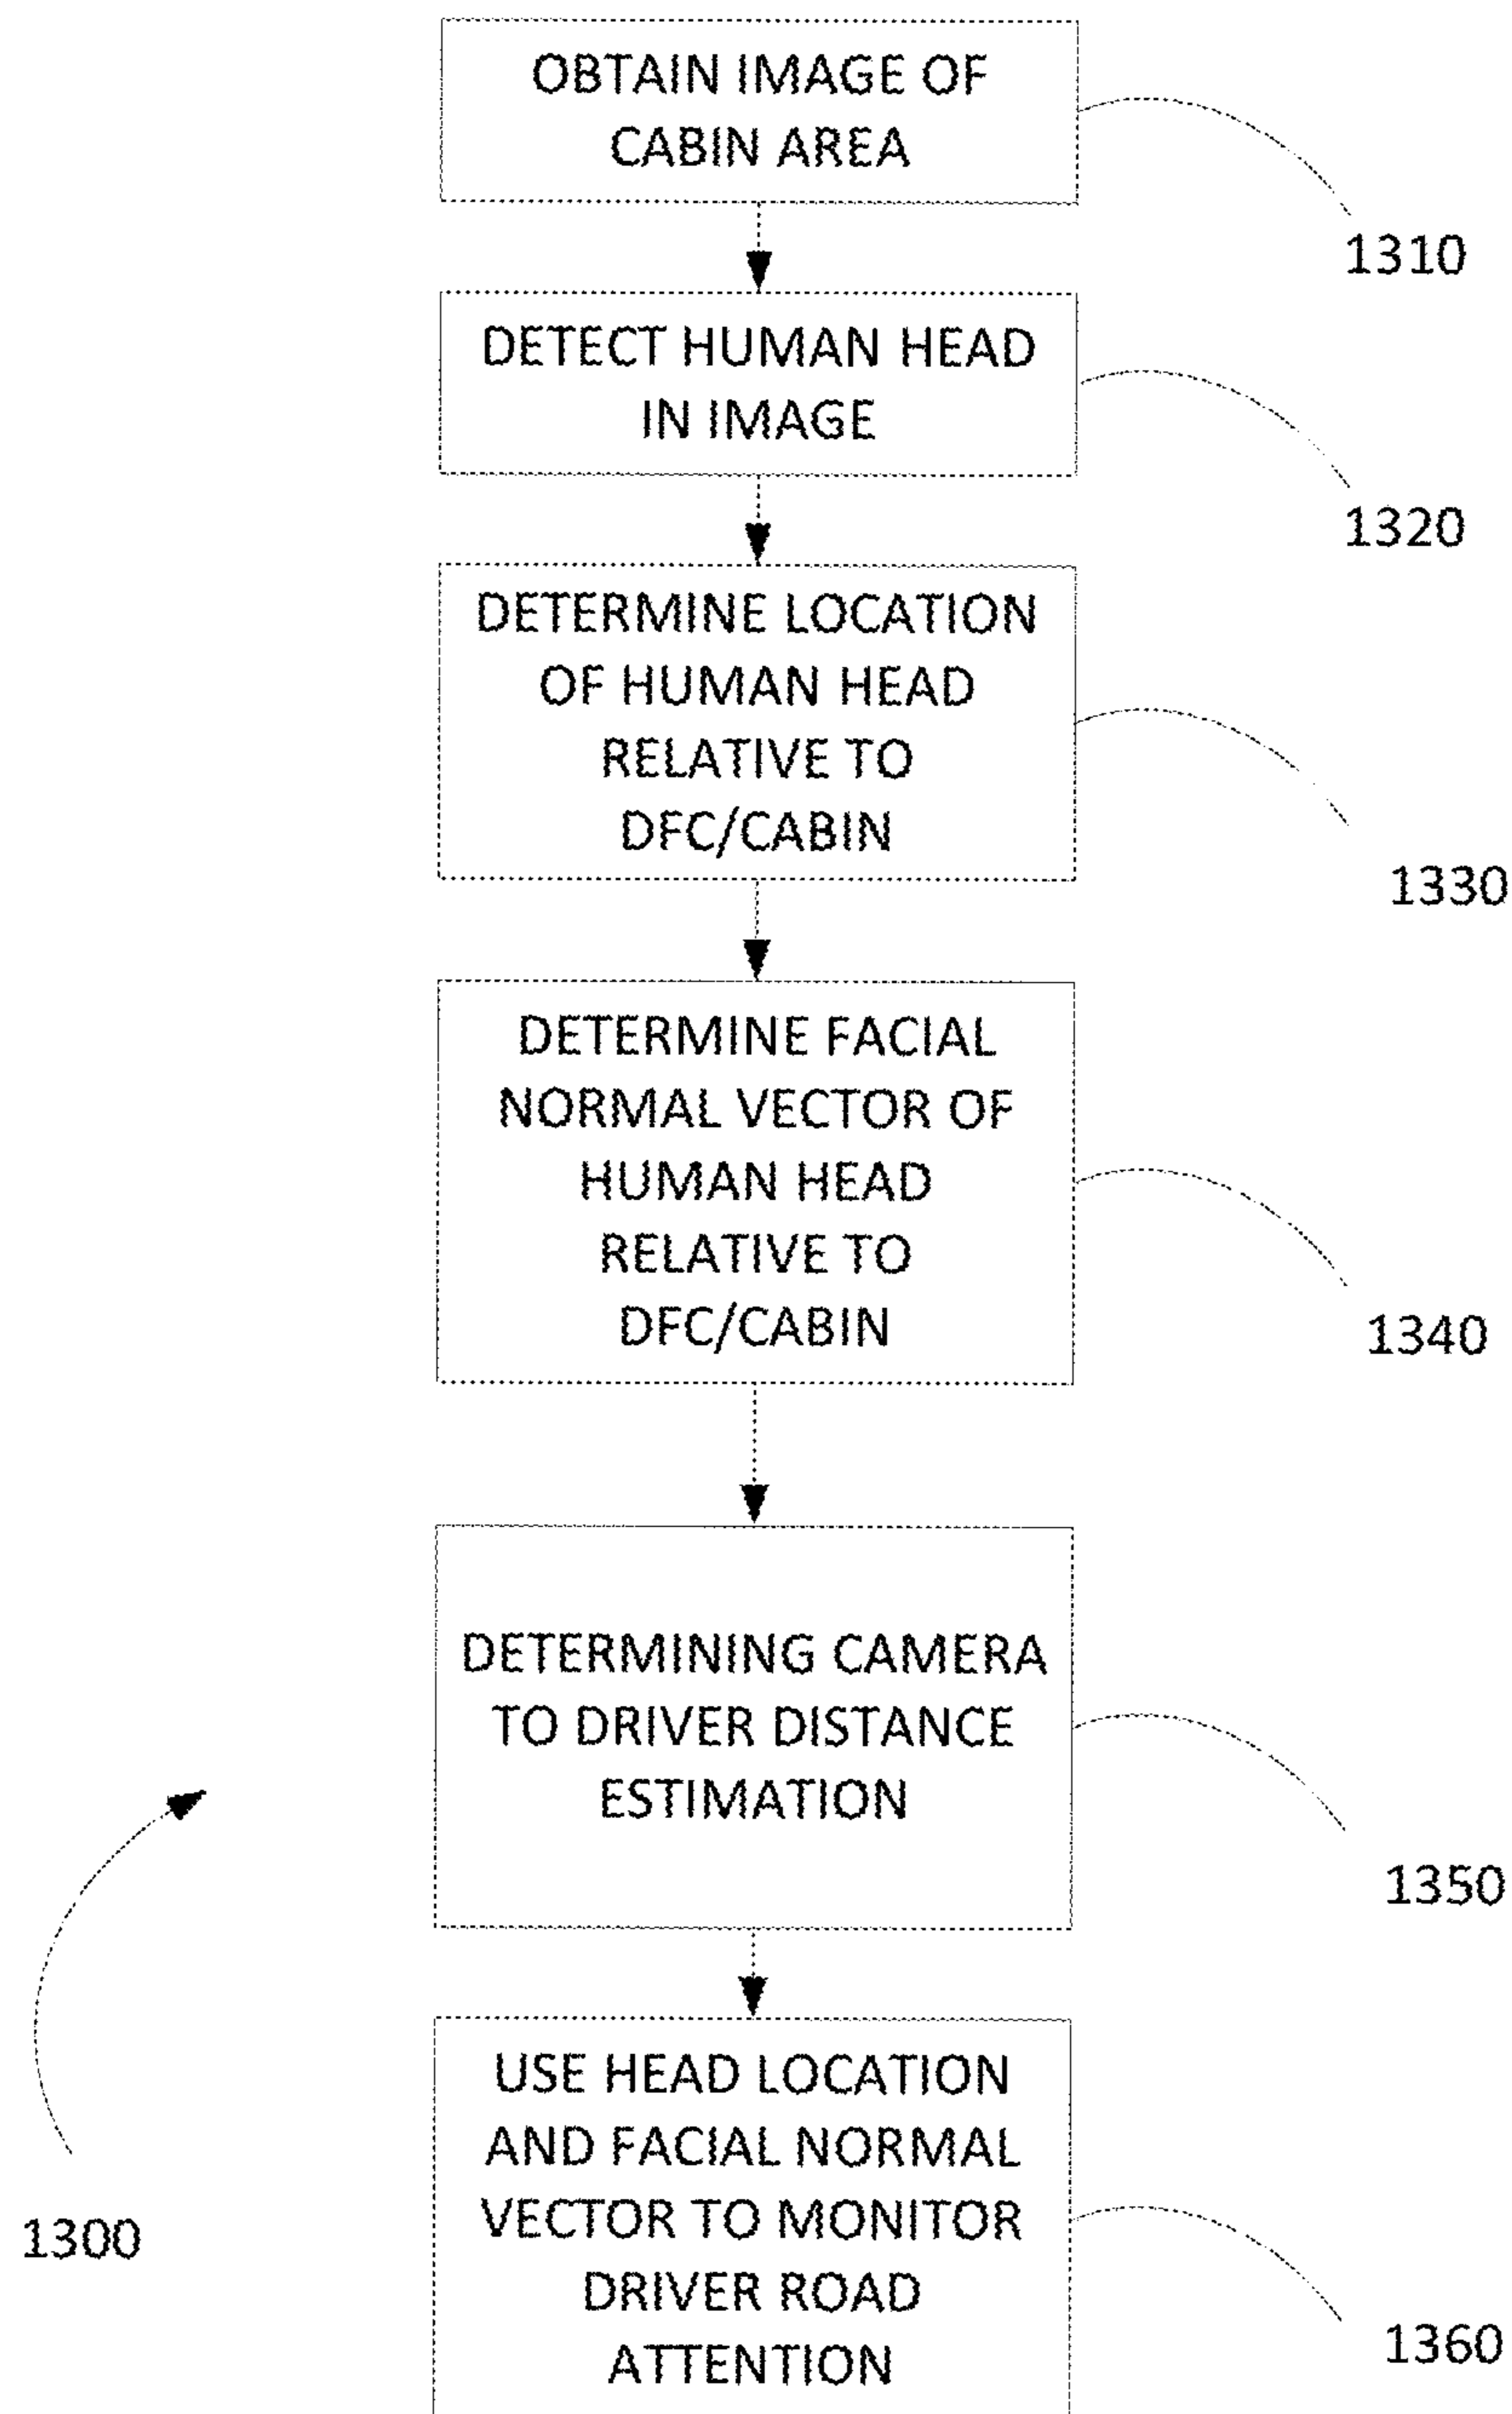 OBTAIN IMAGE OF
CABIN AREA
1310
DETECT HUMAN HEAD
IN IMAGE
1320
DETERMINE LOCATION
OF HUMAN HEAD
RELATIVE TO
DFC/CABIN
1330
DETERMINE FACIAL
NORMAL VECTOR OF
HUMAN HEAD
RELATIVE TO
DFC/CABIN
1340
DETERMINING CAMERA
TO DRIVER DISTANCE
ESTIMATION
1350
USE HEAD LOCATION
AND FACIAL NORMAL
VECTOR TO MONITOR
DRIVER ROAD
ATTENTION
1360
1300